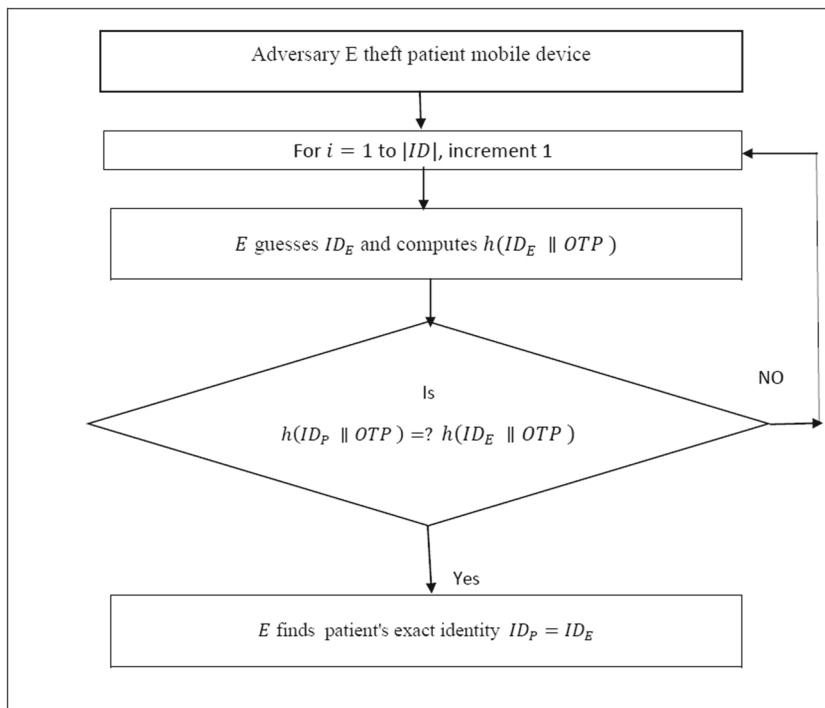 Adversary E theft patient mobile device
For 𝑖 = 1 to |𝐼𝐷|, increment 1
𝐸 guesses 𝐼𝐷_𝐸 and computes ℎ(𝐼𝐷_𝐸 ∥ 𝑂𝑇𝑃)
NO
Is
ℎ(𝐼𝐷_𝑃 ∥ 𝑂𝑇𝑃) =? ℎ(𝐼𝐷_𝐸 ∥ 𝑂𝑇𝑃)
Yes
𝐸 finds patient's exact identity 𝐼𝐷_𝑃 = 𝐼𝐷_𝐸